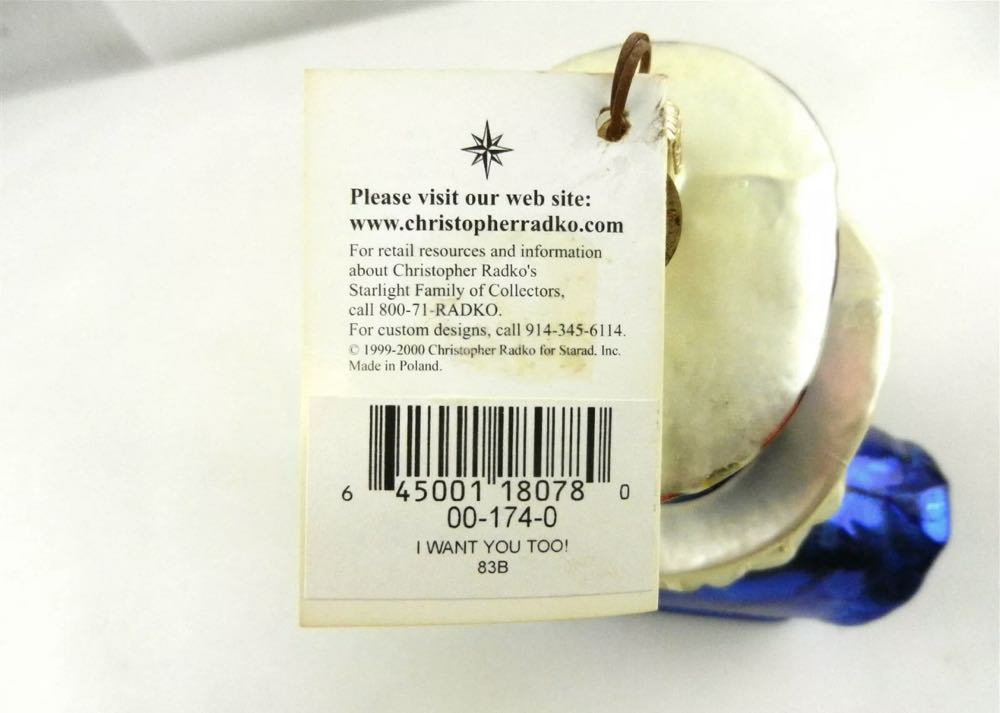 Please visit our web site:
www.christopherradko.com
For retail resources and information
about Christopher Radko's
Starlight Family of Collectors,
call 800-71-RADKO.
For custom designs, call 914-345-6114.
© 1999-2000 Christopher Radko for Starad. Inc.
Made in Poland.
6 45001 18078 0
00-174-0
I WANT YOU TOO!
83B